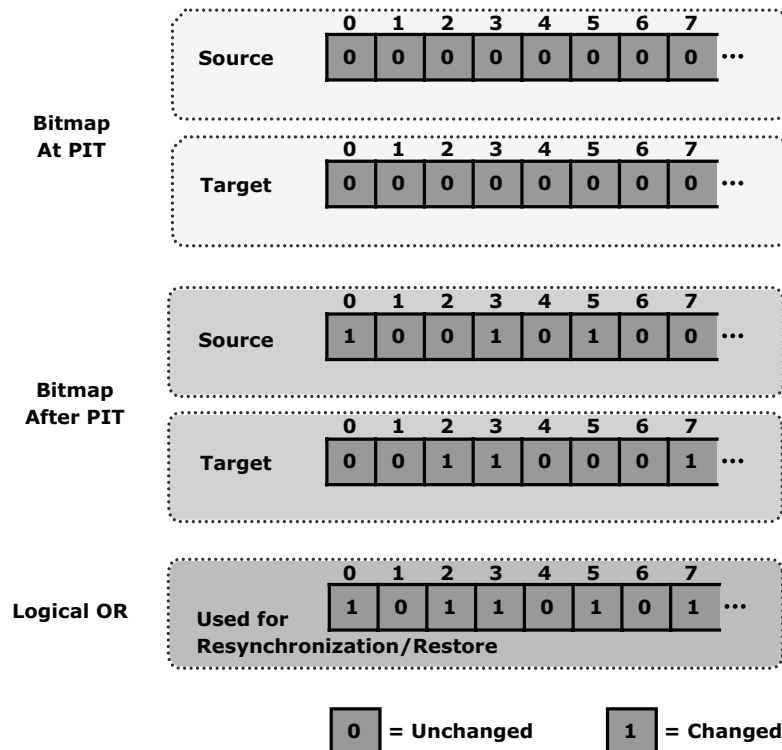 0 1 2 3 4 5 6 7
Source
0 0 0 0 0 0 0 0 ...
Bitmap
At PIT
0 1 2 3 4 5 6 7
Target
0 0 0 0 0 0 0 0 ...
0 1 2 3 4 5 6 7
Source
1 0 0 1 0 1 0 0 ...
Bitmap
After PIT
0 1 2 3 4 5 6 7
Target
0 0 1 1 0 0 0 1 ...
0 1 2 3 4 5 6 7
Logical OR
1 0 1 1 0 1 0 1 ...
Used for
Resynchronization/Restore
0 = Unchanged
1 = Changed